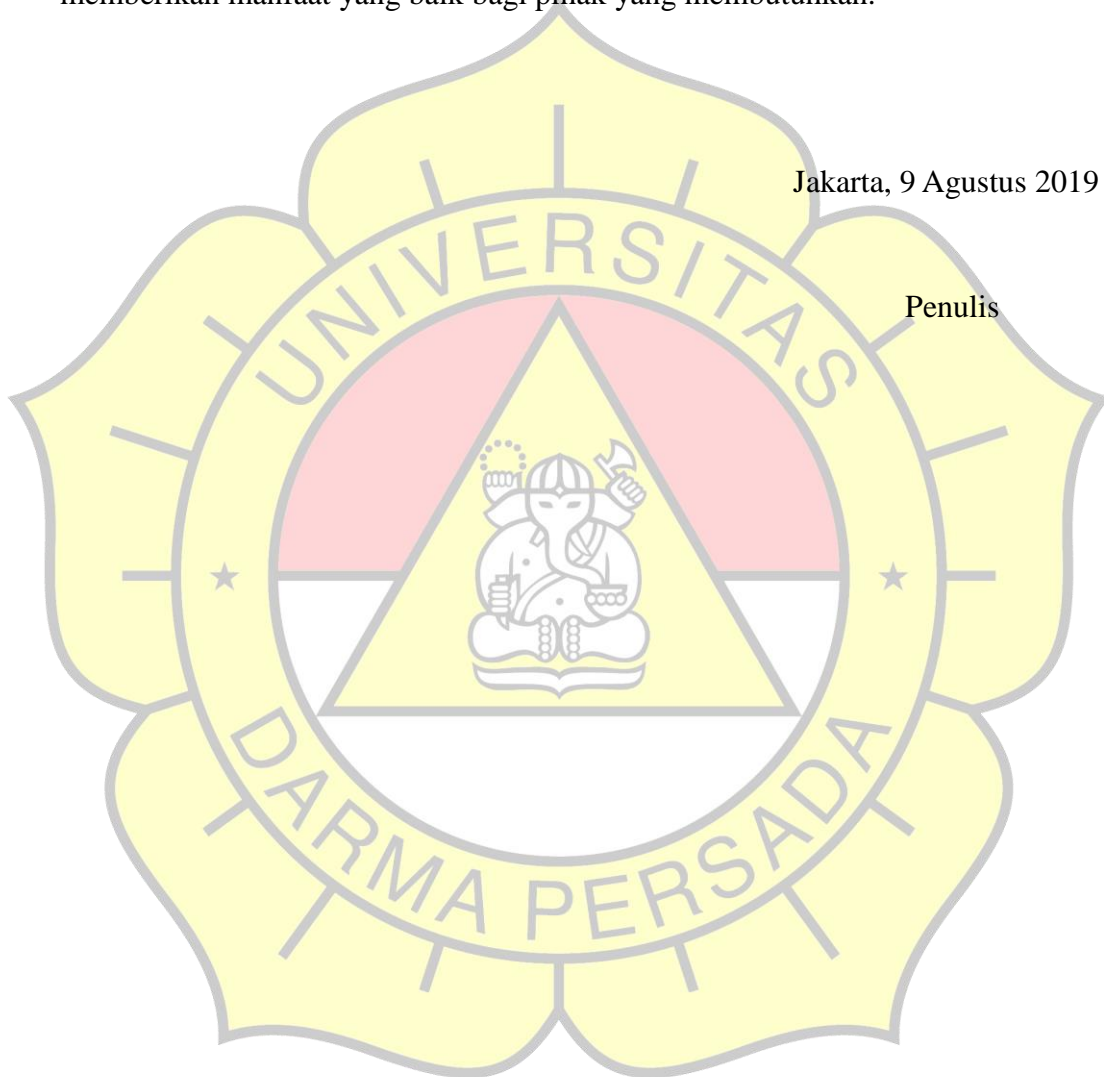 memberikan manfaat yang baik bagi pihak yang membutuhkan.
Jakarta, 9 Agustus 2019
Penulis
UNIVERSITAS
DARMA PERSADA